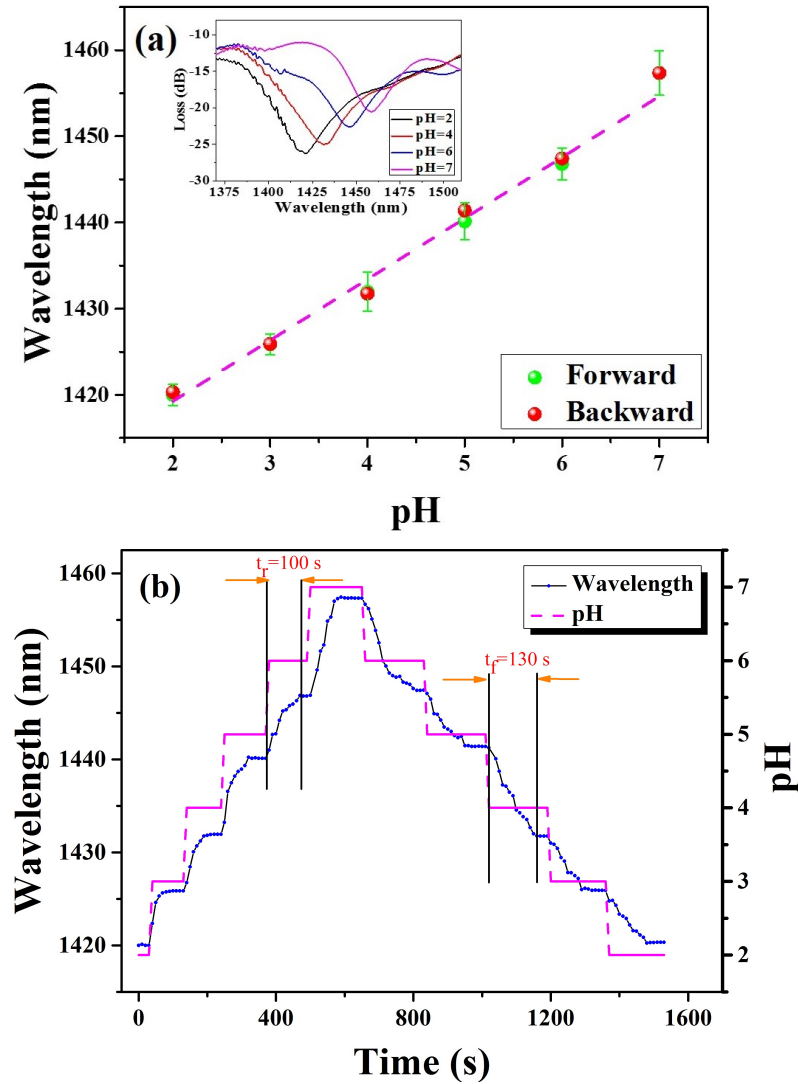 (a)
Wavelength (nm)
1460
1450
1440
1430
1420
2 3 4 5 6 7
pH
Loss (dB)
-10
-15
-20
-25
-30
1370 1400 1425 1450 1475 1500
Wavelength (nm)
pH=2
pH=4
pH=6
pH=7
Forward
Backward
(b)
Wavelength (nm)
1460
1450
1440
1430
1420
tr=100 s
tf=130 s
Wavelength
pH
7
6
5
4
3
2
pH
0 400 800 1200 1600
Time (s)